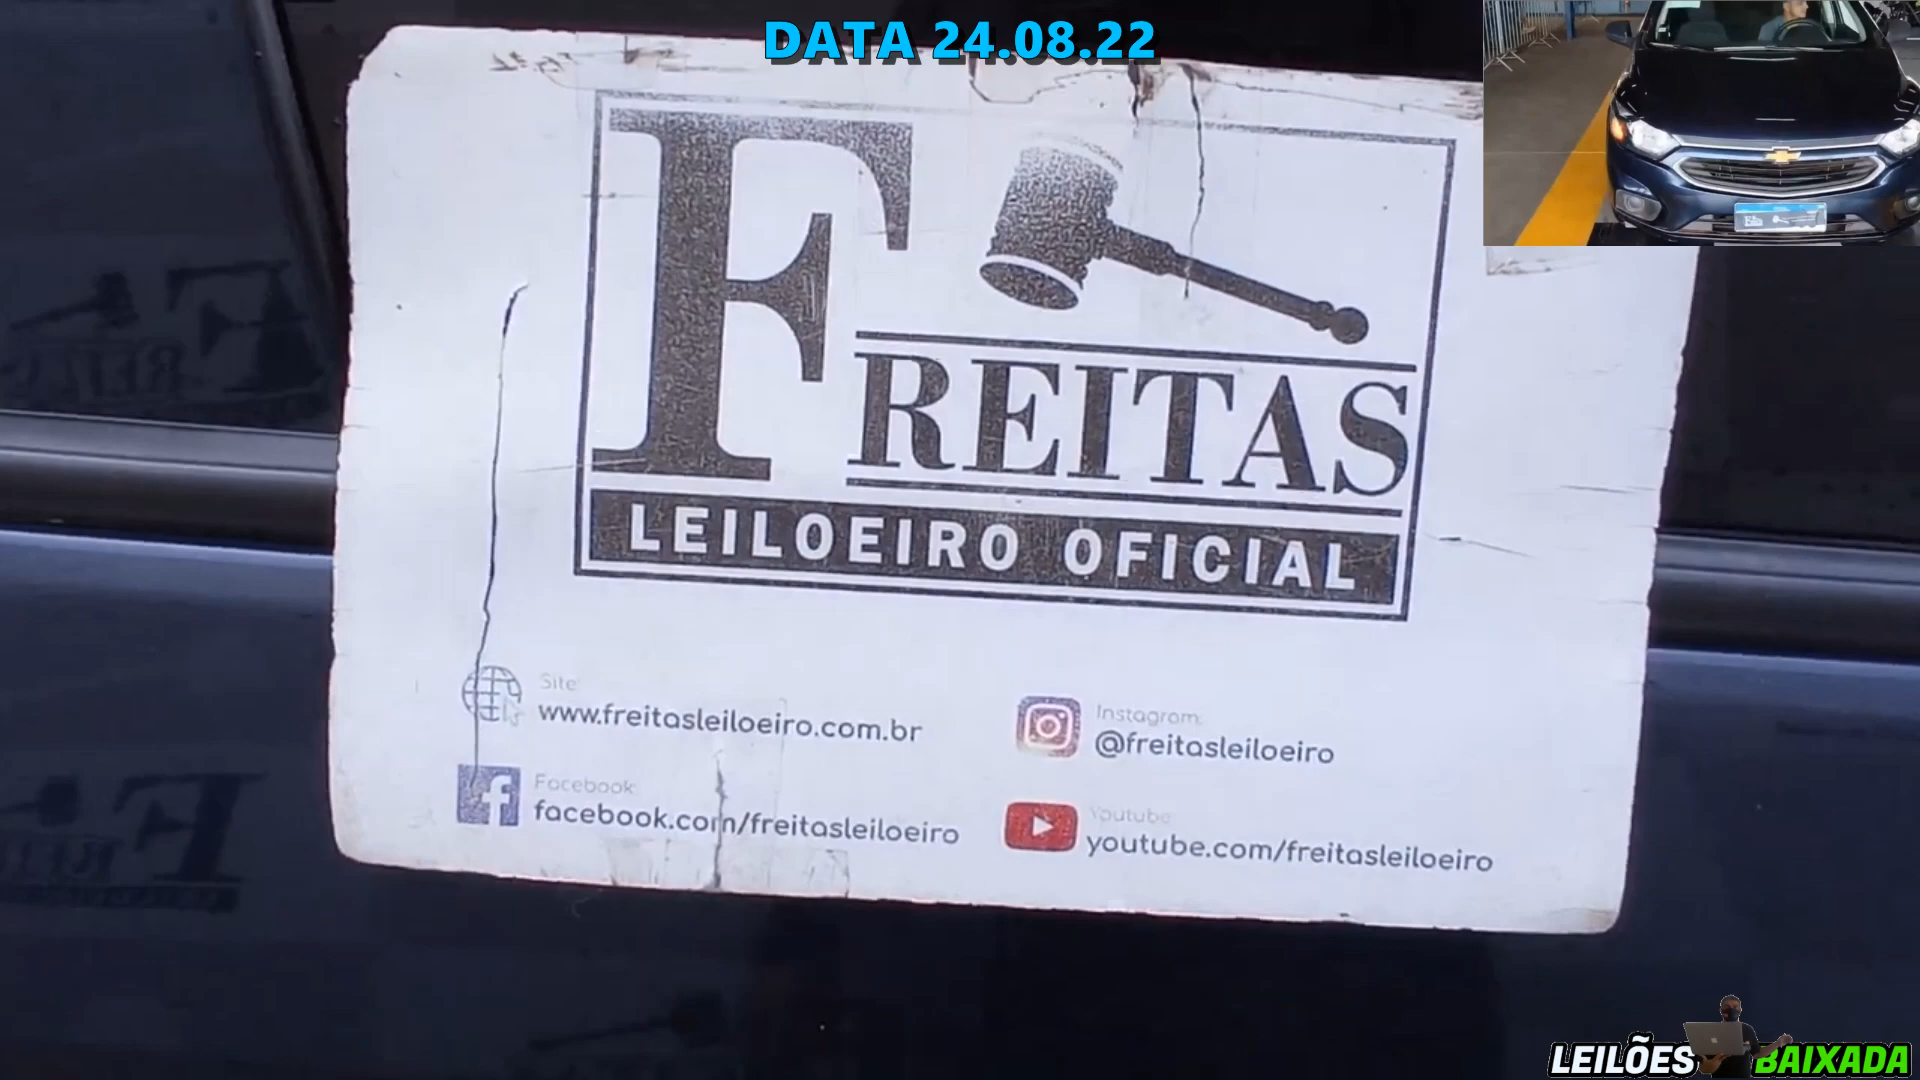 DATA 24.08.22
FREITAS
LEILOEIRO OFICIAL
Site:
www.freitasleiloeiro.com.br
Instagram:
@freitasleiloeiro
Facebook:
facebook.com/freitasleiloeiro
Youtube:
youtube.com/freitasleiloeiro
LEILÕES BAIXADA